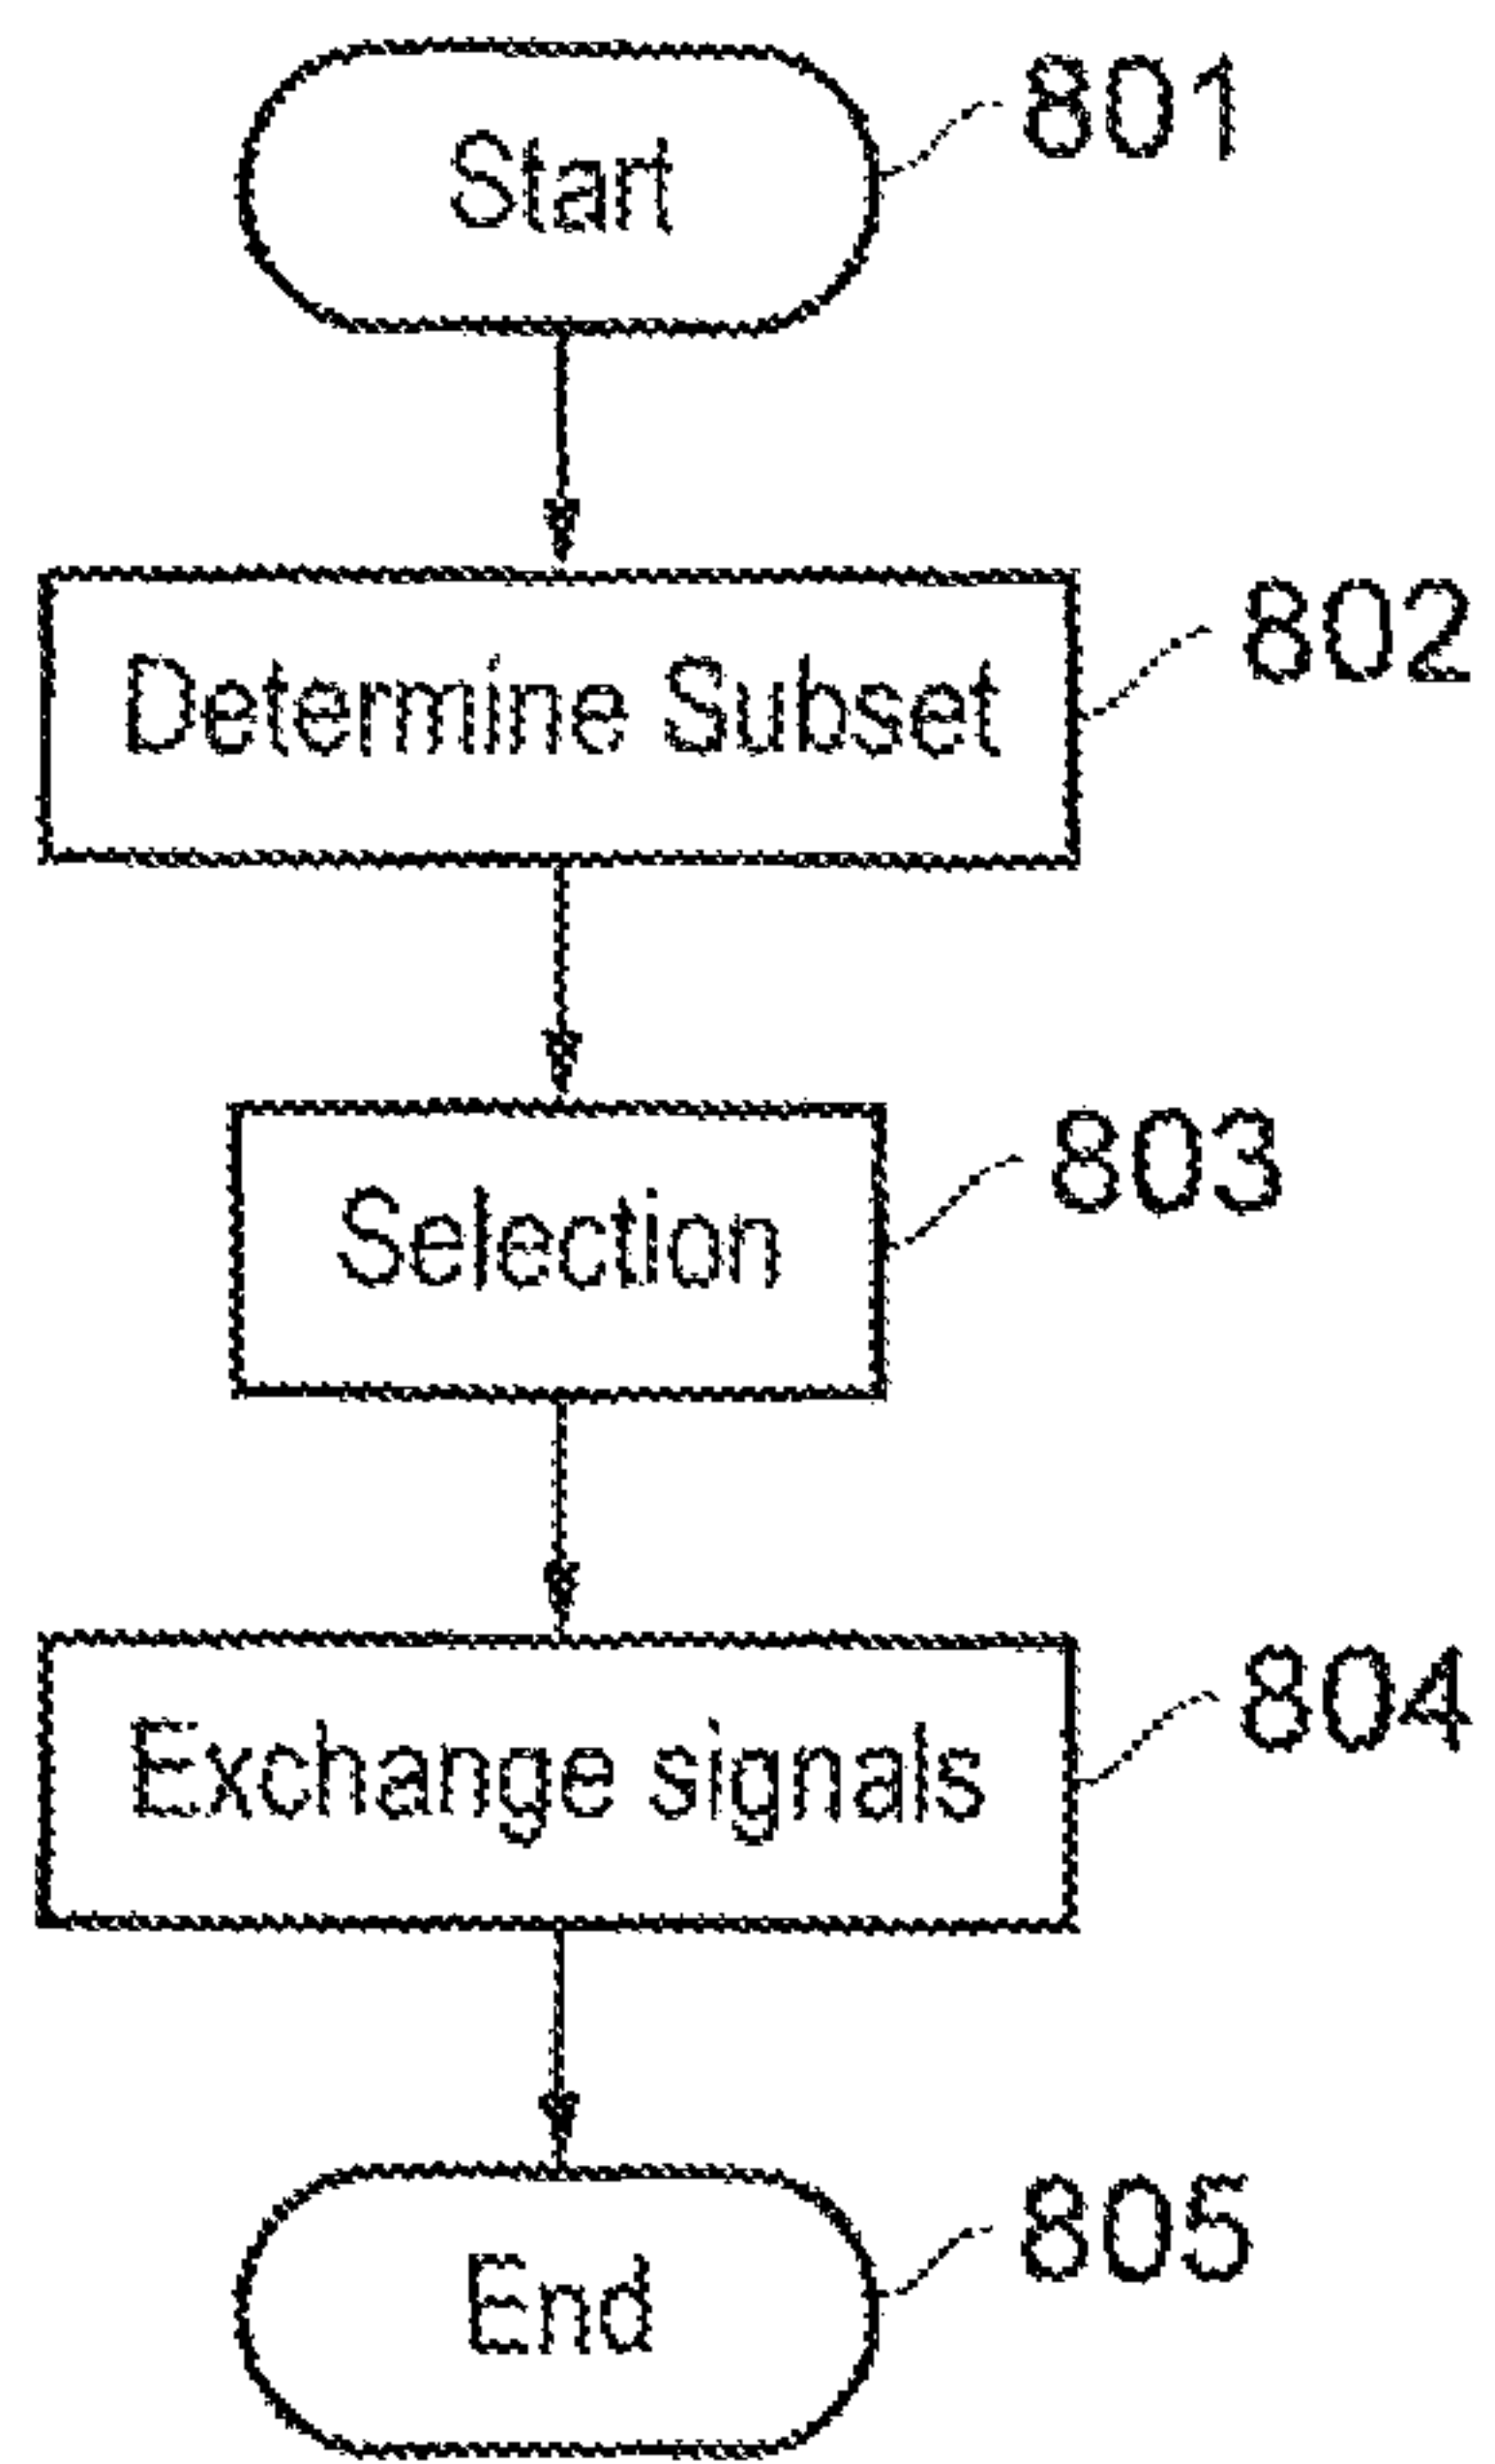 Start 801
Determine Subset 802
Selection 803
Exchange signals 804
End 805